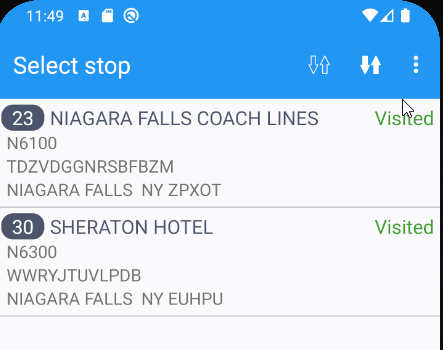 11:49
Select stop
23 NIAGARA FALLS COACH LINES Visited
N6100
TDZVDGGNRSBFBZM
NIAGARA FALLS NY ZPXOT
30 SHERATON HOTEL Visited
N6300
WWRYJTUVLPDB
NIAGARA FALLS NY EUHPU